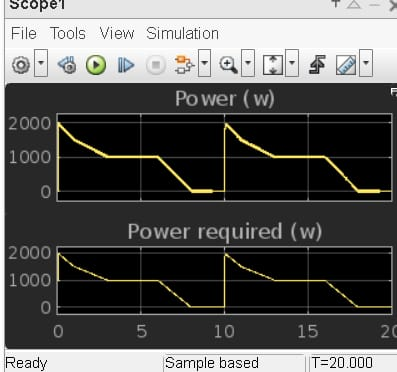 Scope1
File Tools View Simulation
Power (w)
2000
1000
0
Power required (w)
2000
1000
0
0 5 10 15 20
Ready Sample based T=20.000